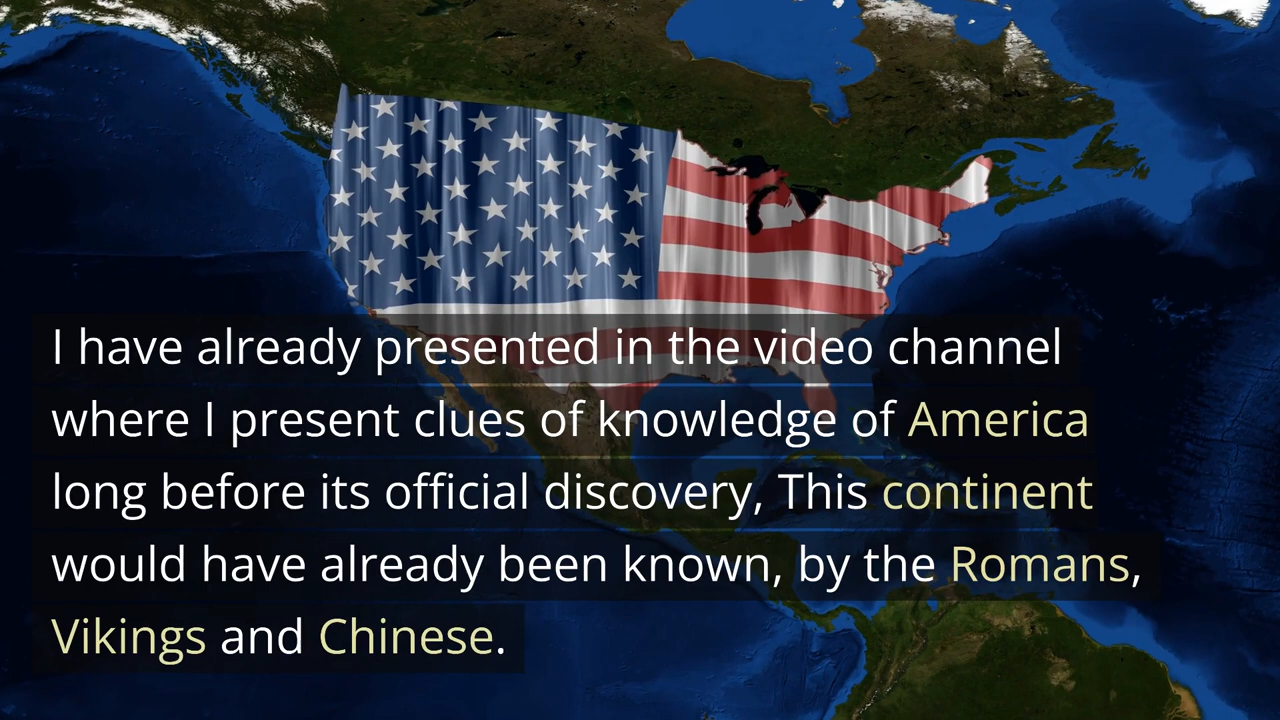 I have already presented in the video channel
where I present clues of knowledge of America
long before its official discovery, This continent
would have already been known, by the Romans,
Vikings and Chinese.